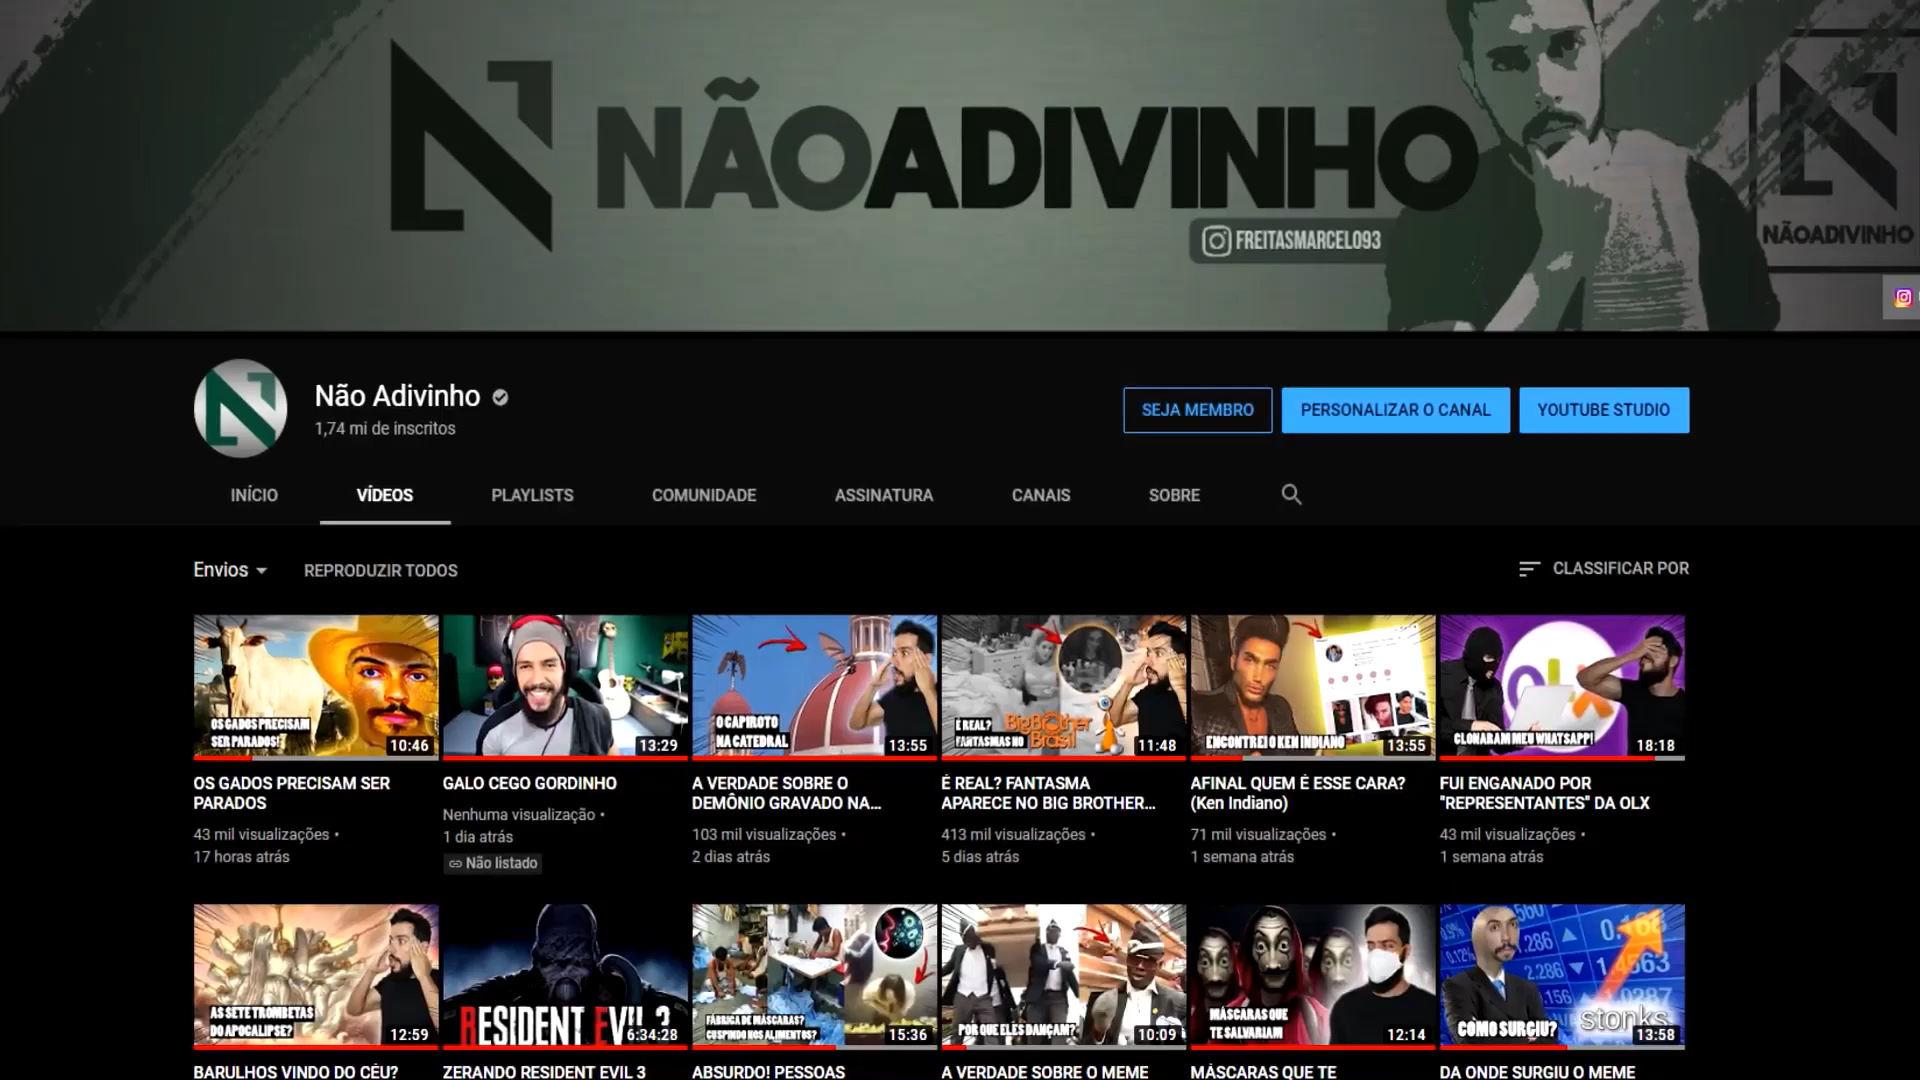 NÃOADIVINHO
FREITASMARCELO93
NÃOADIVINHO
Não Adivinho
1,74 mi de inscritos
SEJA MEMBRO
PERSONALIZAR O CANAL
YOUTUBE STUDIO
INÍCIO
VÍDEOS
PLAYLISTS
COMUNIDADE
ASSINATURA
CANAIS
SOBRE
Envios
REPRODUZIR TODOS
CLASSIFICAR POR
OS GADOS PRECISAM
SER PARADOS!
10:46
13:29
O CAPIROTO
NA CATEDRAL
13:55
É REAL?
FANTASMAS NO
Big Brother
Brasil
11:48
ENCONTREI O KEN INDIANO
13:55
olx
CLONARAM MEU WHATSAPP!
18:18
OS GADOS PRECISAM SER
PARADOS
43 mil visualizações •
17 horas atrás
GALO CEGO GORDINHO
Nenhuma visualização •
1 dia atrás
Não listado
A VERDADE SOBRE O
DEMÔNIO GRAVADO NA...
103 mil visualizações •
2 dias atrás
É REAL? FANTASMA
APARECE NO BIG BROTHER...
413 mil visualizações •
5 dias atrás
AFINAL QUEM É ESSE CARA?
(Ken Indiano)
71 mil visualizações •
1 semana atrás
FUI ENGANADO POR
"REPRESENTANTES" DA OLX
43 mil visualizações •
1 semana atrás
AS SETE TROMBETAS
DO APOCALIPSE?
12:59
RESIDENT EVIL 3
6:34:28
FÁBRICA DE MÁSCARAS?
CUSPINDO NOS ALIMENTOS?
15:36
POR QUE ELES DANÇAM?
10:09
MÁSCARAS QUE
TE SALVARIAM
12:14
286
2.286
COMO SURGIU?
stonks
13:58
BARULHOS VINDO DO CÉU?
ZERANDO RESIDENT EVIL 3
ABSURDO! PESSOAS
A VERDADE SOBRE O MEME
MÁSCARAS QUE TE
DA ONDE SURGIU O MEME